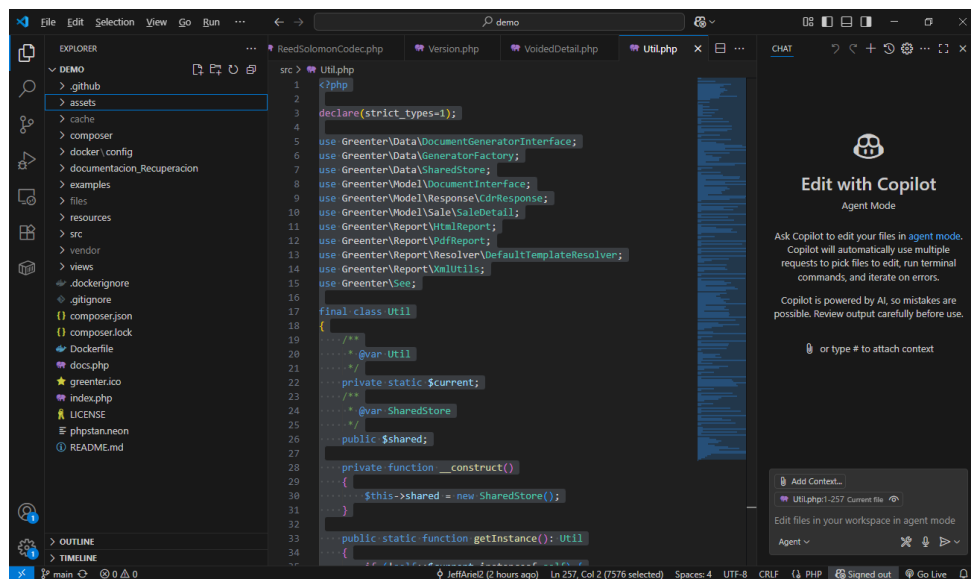 File Edit Selection View Go Run ··· demo
EXPLORER ···
DEMO
.github
assets
cache
composer
docker \ config
documentacion_Recuperacion
examples
files
resources
src
vendor
views
.dockerignore
.gitignore
composer.json
composer.lock
Dockerfile
docs.php
greenter.ico
index.php
LICENSE
phpstan.neon
README.md
OUTLINE
TIMELINE
ReedSolomonCodec.php Version.php VoidedDetail.php Util.php
src > Util.php
1 <?php
2
3 declare(strict_types=1);
4
5 use Greenter\Data\DocumentGeneratorInterface;
6 use Greenter\Data\GeneratorFactory;
7 use Greenter\Data\SharedStore;
8 use Greenter\Model\DocumentInterface;
9 use Greenter\Model\Response\CdrResponse;
10 use Greenter\Model\Sale\SaleDetail;
11 use Greenter\Report\HtmlReport;
12 use Greenter\Report\PdfReport;
13 use Greenter\Report\Resolver\DefaultTemplateResolver;
14 use Greenter\Report\XmlUtils;
15 use Greenter\See;
16
17 final class Util
18 {
19 /**
20 * @var Util
21 */
22 private static $current;
23 /**
24 * @var SharedStore
25 */
26 public $shared;
27
28 private function __construct()
29 {
30 $this->shared = new SharedStore();
31 }
32
33 public static function getInstance(): Util
34 {
CHAT
Edit with Copilot
Agent Mode
Ask Copilot to edit your files in agent mode.
Copilot will automatically use multiple
requests to pick files to edit, run terminal
commands, and iterate on errors.
Copilot is powered by AI, so mistakes are
possible. Review output carefully before use.
or type # to attach context
Add Context...
Util.php:1-257 Current file
Edit files in your workspace in agent mode
Agent
1
1
main 0 0 JeffAriel2 (2 hours ago) Ln 257, Col 2 (7576 selected) Spaces: 4 UTF-8 CRLF PHP Signed out Go Live